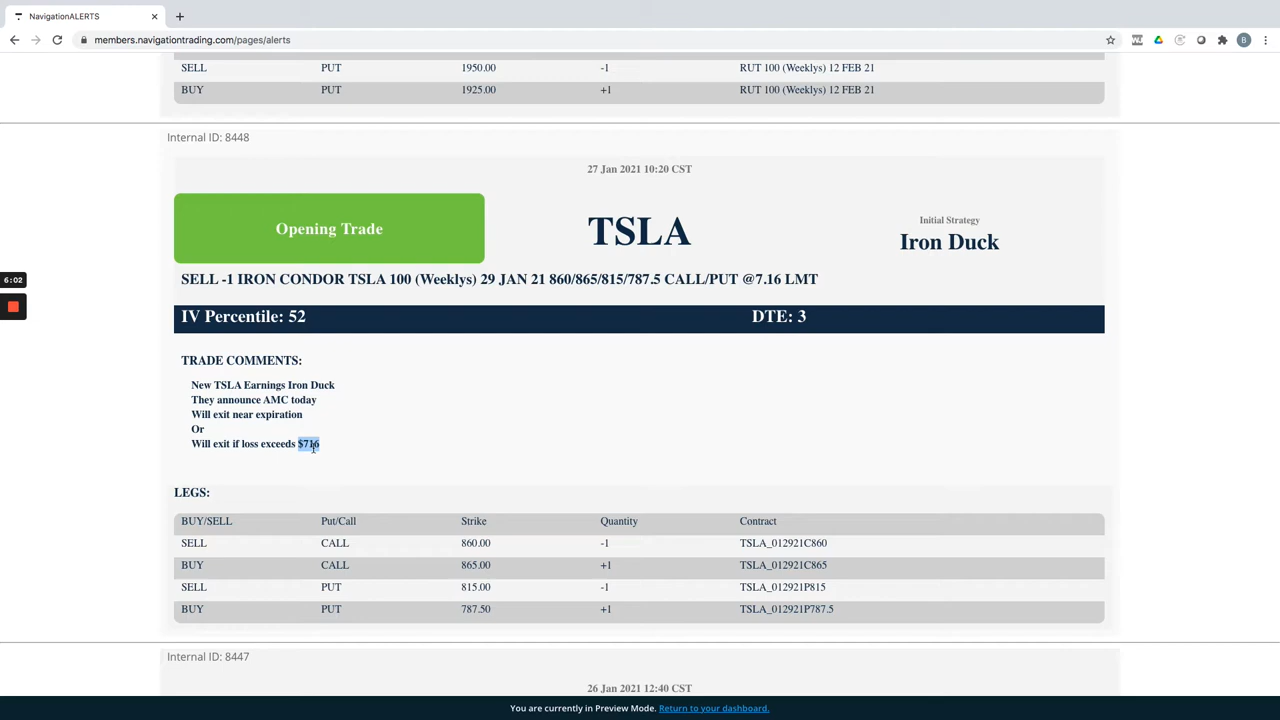 NavigationALERTS
members.navigationtrading.com/pages/alerts
SELL PUT 1950.00 -1 RUT 100 (Weeklys) 12 FEB 21
BUY PUT 1925.00 +1 RUT 100 (Weeklys) 12 FEB 21
Internal ID: 8448
27 Jan 2021 10:20 CST
Opening Trade
TSLA
Initial Strategy
Iron Duck
SELL -1 IRON CONDOR TSLA 100 (Weeklys) 29 JAN 21 860/865/815/787.5 CALL/PUT @7.16 LMT
6:02
IV Percentile: 52 DTE: 3
TRADE COMMENTS:
New TSLA Earnings Iron Duck
They announce AMC today
Will exit near expiration
Or
Will exit if loss exceeds $716
LEGS:
BUY/SELL Put/Call Strike Quantity Contract
SELL CALL 860.00 -1 TSLA_012921C860
BUY CALL 865.00 +1 TSLA_012921C865
SELL PUT 815.00 -1 TSLA_012921P815
BUY PUT 787.50 +1 TSLA_012921P787.5
Internal ID: 8447
26 Jan 2021 12:40 CST
You are currently in Preview Mode. Return to your dashboard.